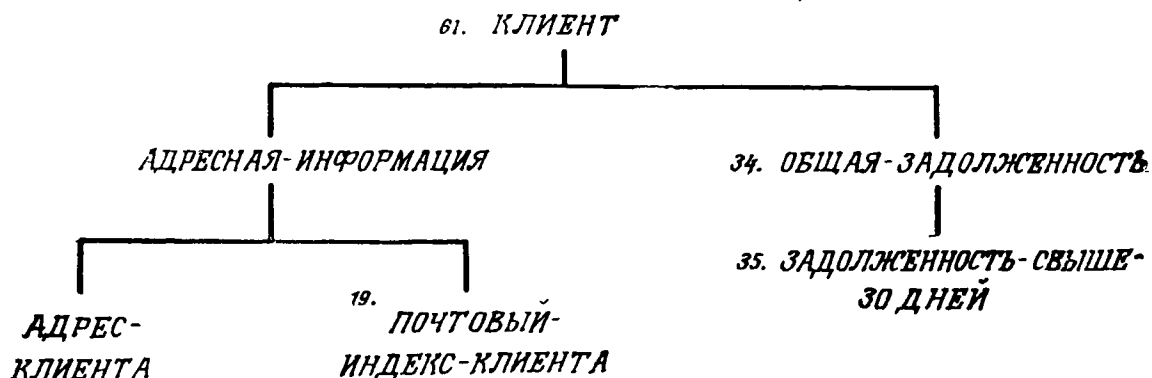 61. КЛИЕНТ
АДРЕСНАЯ-ИНФОРМАЦИЯ
34. ОБЩАЯ-ЗАДОЛЖЕННОСТЬ
35. ЗАДОЛЖЕННОСТЬ-СВЫШЕ-
30 ДНЕЙ
АДРЕС-
КЛИЕНТА
19. ПОЧТОВЫЙ-
ИНДЕКС-КЛИЕНТА